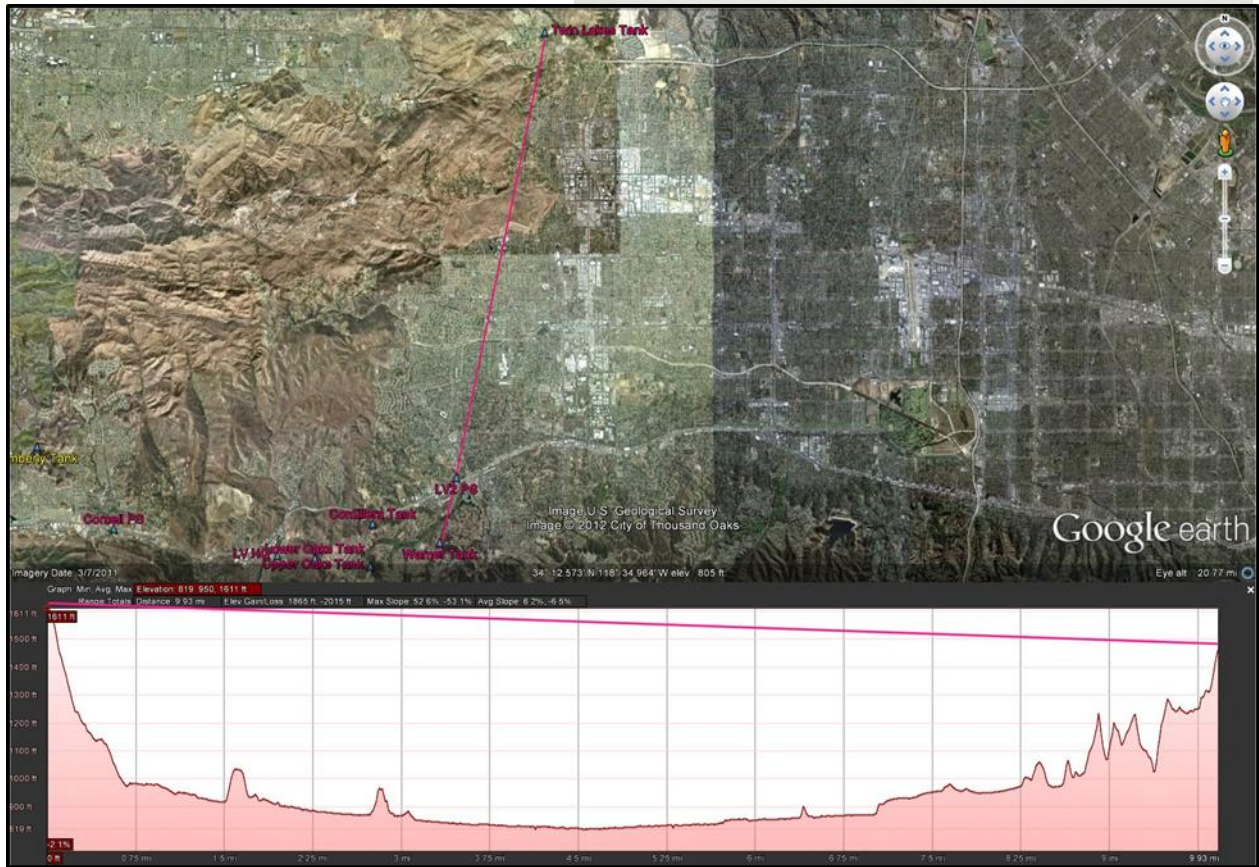 N
Twin Lakes Tank
mberly Tank
LV2 PS
Cornell PS
Cordillera Tank
Image U.S. Geological Survey
Image © 2012 City of Thousand Oaks
Google earth
LV HQ
Lower Oaks Tank
Warner Tank
Upper Oaks Tank
Imagery Date: 3/7/2011
34°12.573' N 118°34.964' W elev 805 ft
Eye alt 20.77 mi
Graph: Min, Avg, Max Elevation: 819, 950, 1611 ft
Range Totals: Distance: 9.93 mi Elev Gain/Loss: 1865 ft, -2015 ft Max Slope: 52.6%, -53.1% Avg Slope: 6.2%, -6.5%
1611 ft
1611 ft
1500 ft
1400 ft
1300 ft
1200 ft
1100 ft
1000 ft
900 ft
819 ft
-2.1%
0 ft 0.75 mi 1.5 mi 2.25 mi 3 mi 3.75 mi 4.5 mi 5.25 mi 6 mi 6.75 mi 7.5 mi 8.25 mi 9 mi 9.93 mi